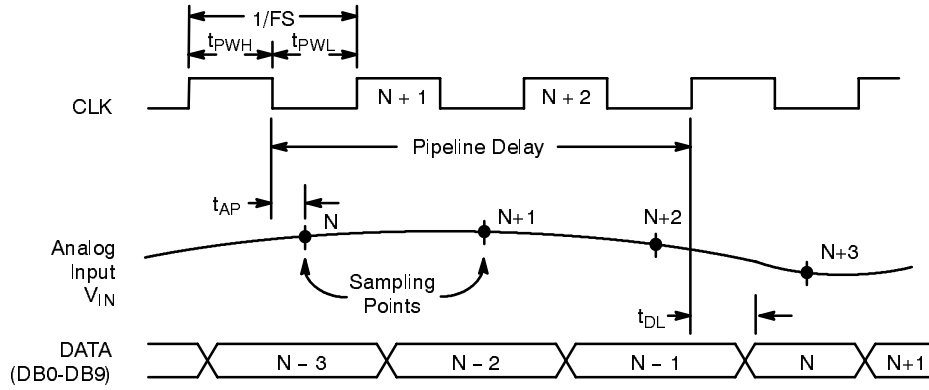 1/FS
tPWH
tPWL
CLK
N + 1
N + 2
Pipeline Delay
tAP
N
N+1
N+2
N+3
Analog
Input
VIN
Sampling
Points
tDL
DATA
(DB0-DB9)
N – 3
N – 2
N – 1
N
N+1